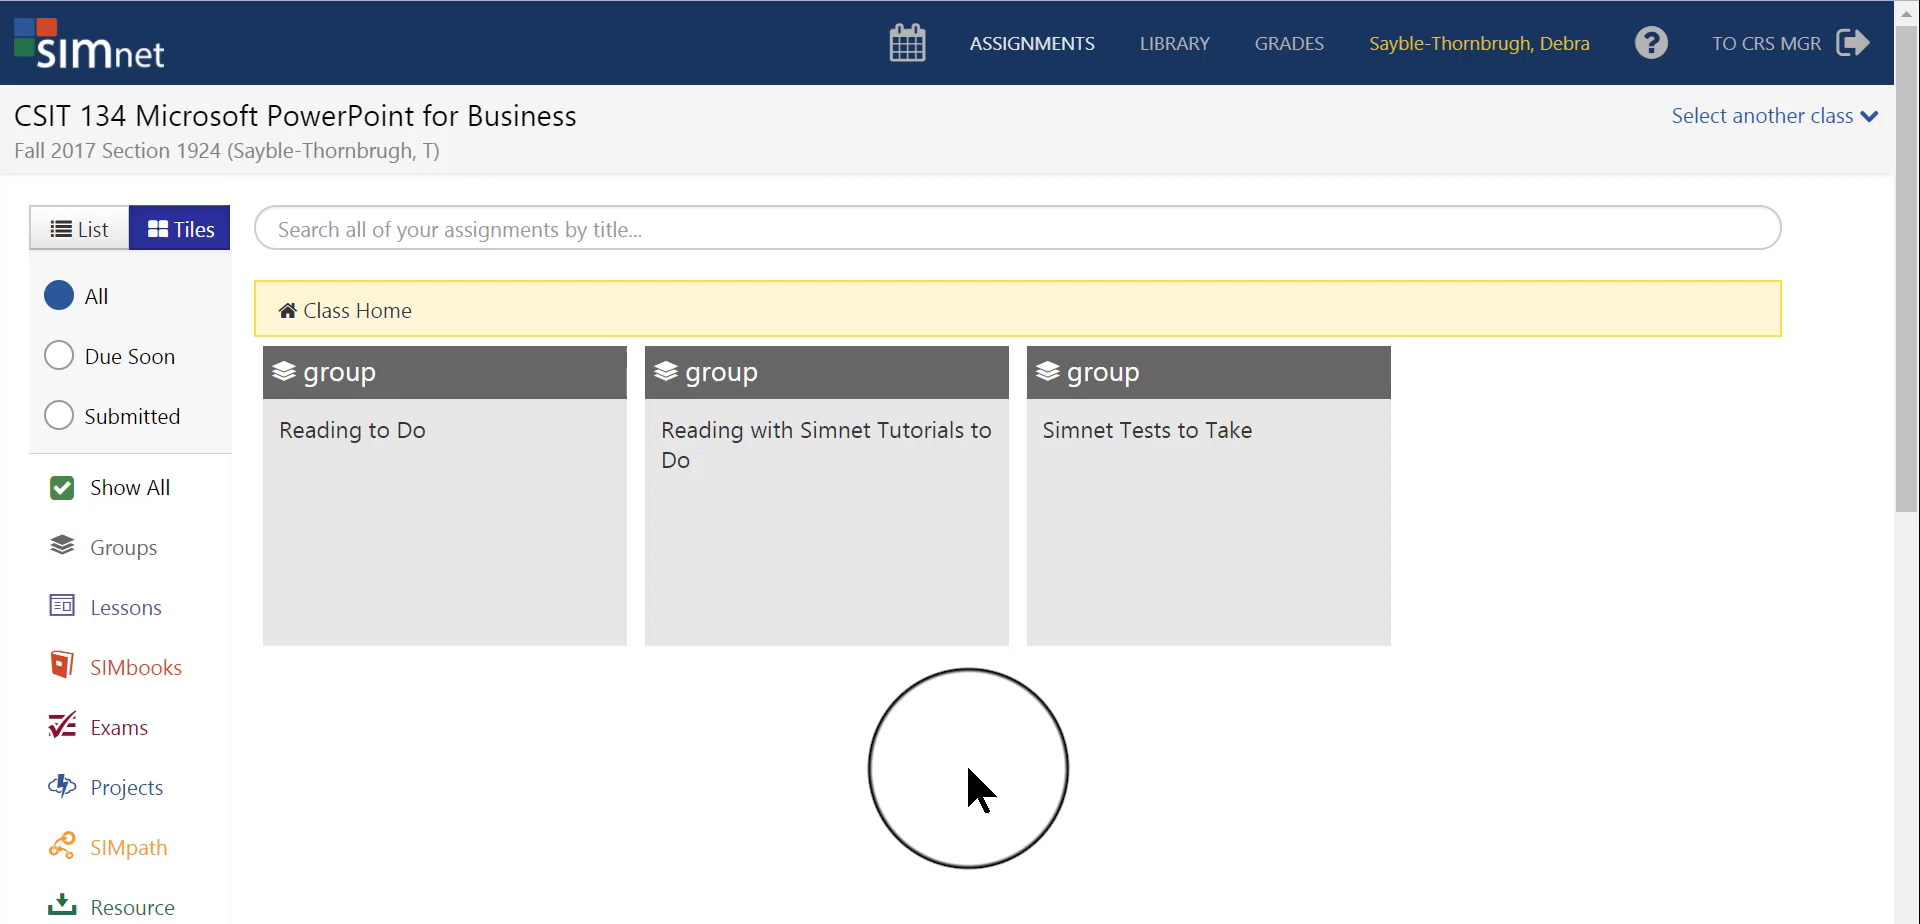 SIMnet
ASSIGNMENTS
LIBRARY
GRADES
Sayble-Thornbrugh, Debra
?
TO CRS MGR
CSIT 134 Microsoft PowerPoint for Business
Select another class
Fall 2017 Section 1924 (Sayble-Thornbrugh, T)
List
Tiles
Search all of your assignments by title...
All
Due Soon
Submitted
Show All
Groups
Lessons
SIMbooks
Exams
Projects
SIMpath
Resource
Class Home
group
Reading to Do
group
Reading with Simnet Tutorials to
Do
group
Simnet Tests to Take